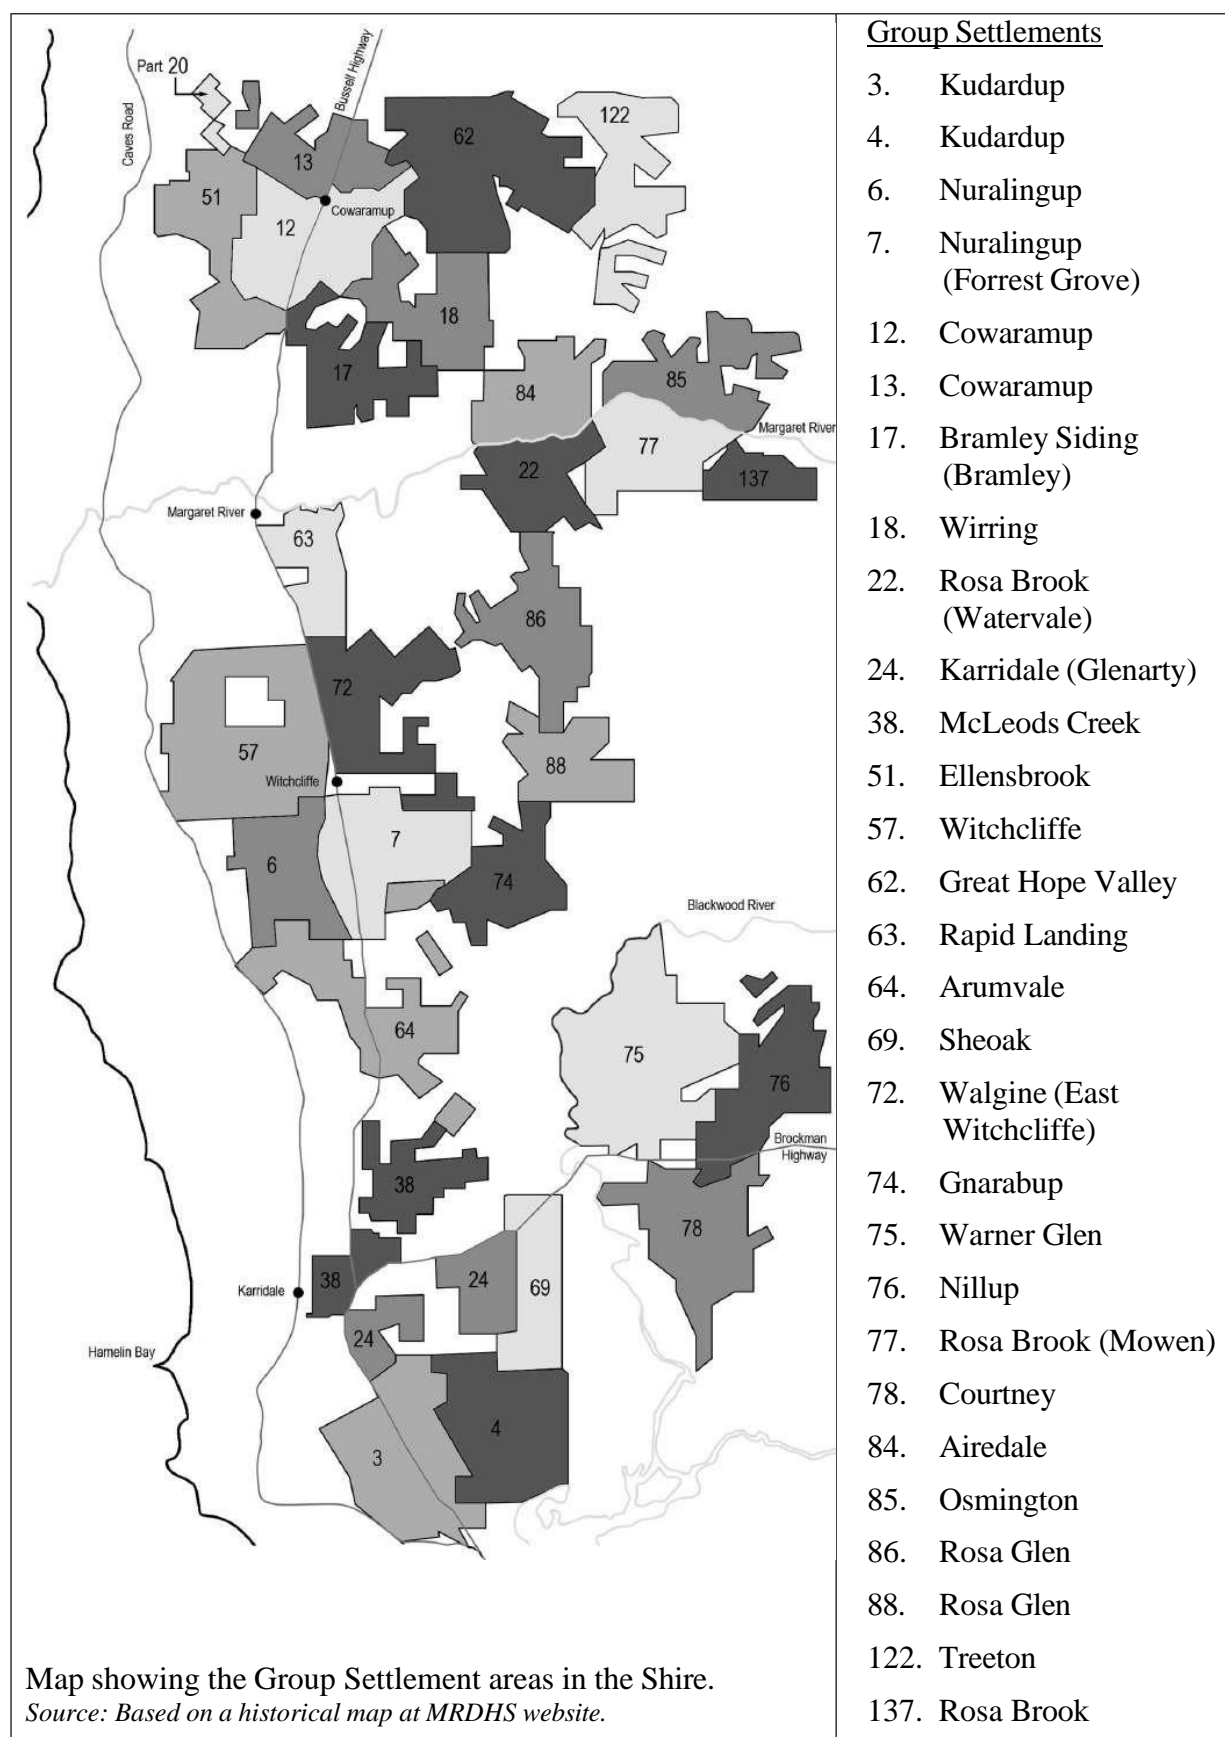 Part 20
Caves Road
Bussell Highway
62
122
13
51
12
Cowaramup
18
17
84
85
Margaret River
77
22
137
Margaret River
63
86
72
57
88
Witchcliffe
7
6
74
Blackwood River
64
75
76
Brockman
Highway
38
78
24
38
Karridale
69
24
Hamelin Bay
4
3
Map showing the Group Settlement areas in the Shire.
Source: Based on a historical map at MRDHS website.
Group Settlements
3. Kudardup
4. Kudardup
6. Nuralingup
7. Nuralingup
(Forrest Grove)
12. Cowaramup
13. Cowaramup
17. Bramley Siding
(Bramley)
18. Wirring
22. Rosa Brook
(Watervale)
24. Karridale (Glenarty)
38. McLeods Creek
51. Ellensbrook
57. Witchcliffe
62. Great Hope Valley
63. Rapid Landing
64. Arumvale
69. Sheoak
72. Walgine (East
Witchcliffe)
74. Gnarabup
75. Warner Glen
76. Nillup
77. Rosa Brook (Mowen)
78. Courtney
84. Airedale
85. Osmington
86. Rosa Glen
88. Rosa Glen
122. Treeton
137. Rosa Brook